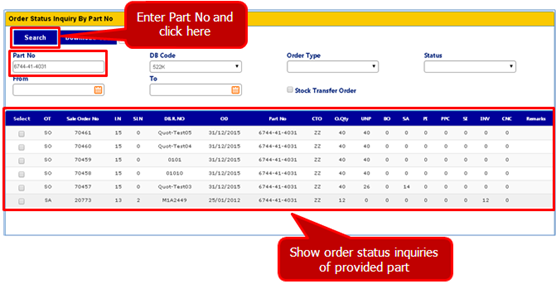 Order Status Inquiry By Part No
Enter Part No and
click here
Search
Part No DB Code Order Type Status
6744-41-4031 522K
From To
Stock Transfer Order
Select OT Sale Order No LN SLN DB.R.NO OD Part No CTO O.Qty UNP BO SA PI PPC SE INV CNC Remarks
SO 70461 15 0 Quot-Test05 31/12/2015 6744-41-4031 ZZ 40 40 0 0 0 0 0 0 0
SO 70460 15 0 Quot-Test04 31/12/2015 6744-41-4031 ZZ 40 40 0 0 0 0 0 0 0
SO 70459 15 0 0101 31/12/2015 6744-41-4031 ZZ 40 40 0 0 0 0 0 0 0
SO 70458 15 0 01010 31/12/2015 6744-41-4031 ZZ 40 40 0 0 0 0 0 0 0
SO 70457 15 0 Quot-Test03 31/12/2015 6744-41-4031 ZZ 40 26 0 14 0 0 0 0 0
SA 20773 13 2 M1A2449 25/01/2012 6744-41-4031 ZZ 12 0 0 0 0 0 0 12 0
Show order status inquiries
of provided part